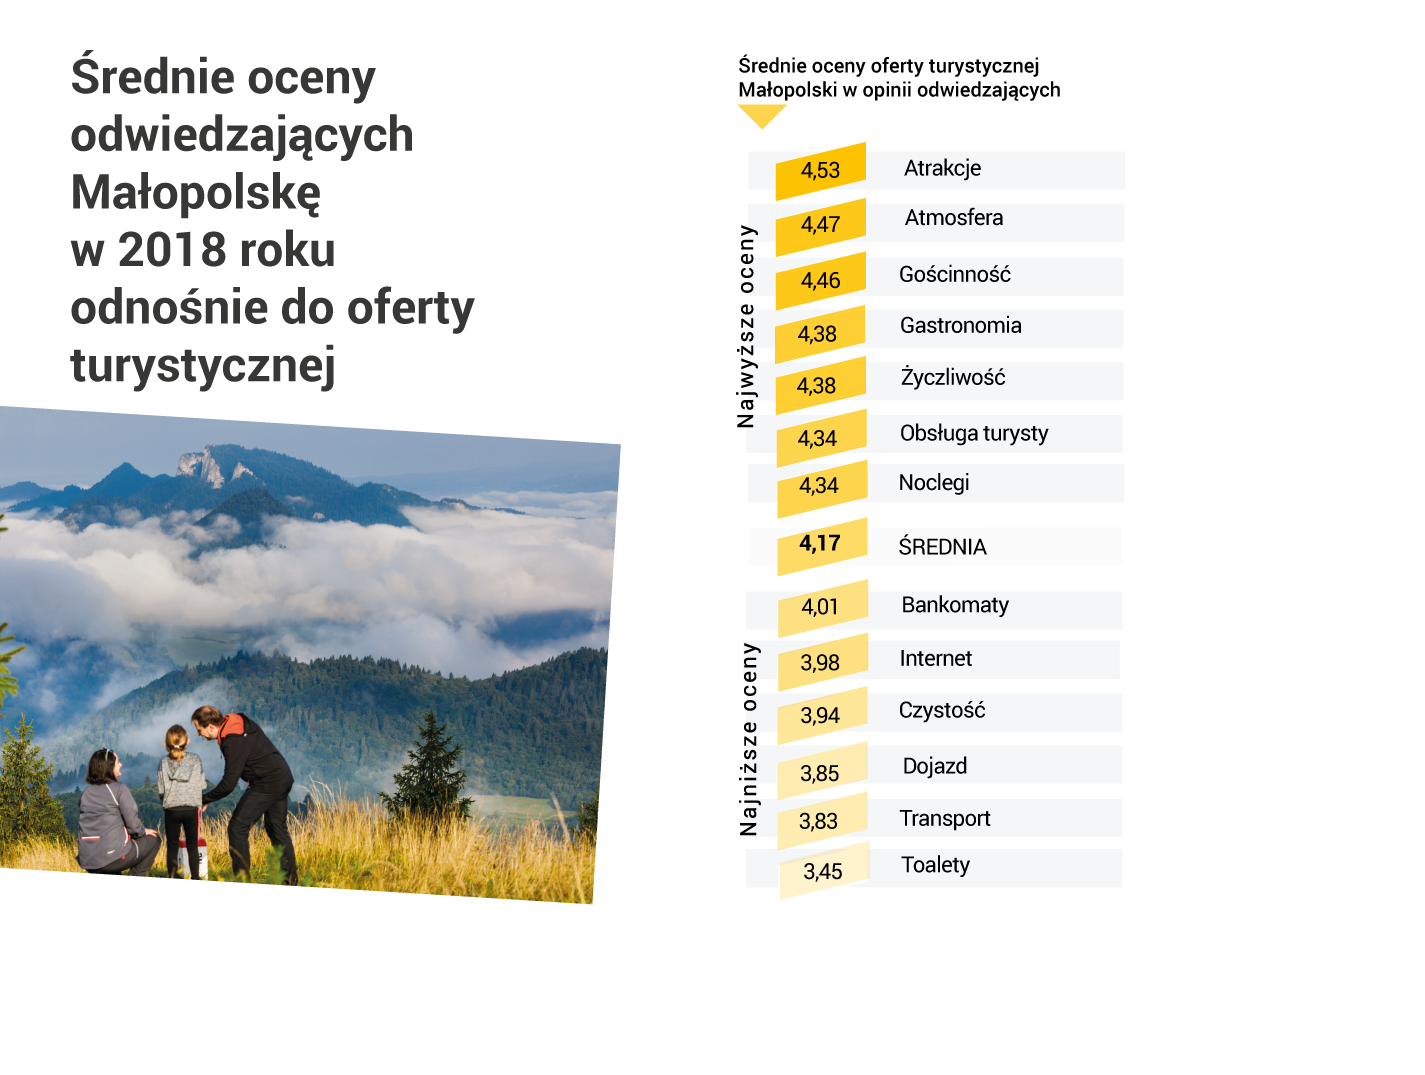 Średnie oceny
odwiedzających
Małopolskę
w 2018 roku
odnośnie do oferty
turystycznej
Średnie oceny oferty turystycznej
Małopolski w opinii odwiedzających
Najwyższe oceny
4,53 Atrakcje
4,47 Atmosfera
4,46 Gościnność
4,38 Gastronomia
4,38 Życzliwość
4,34 Obsługa turysty
4,34 Noclegi
4,17 ŚREDNIA
Najniższe oceny
4,01 Bankomaty
3,98 Internet
3,94 Czystość
3,85 Dojazd
3,83 Transport
3,45 Toalety